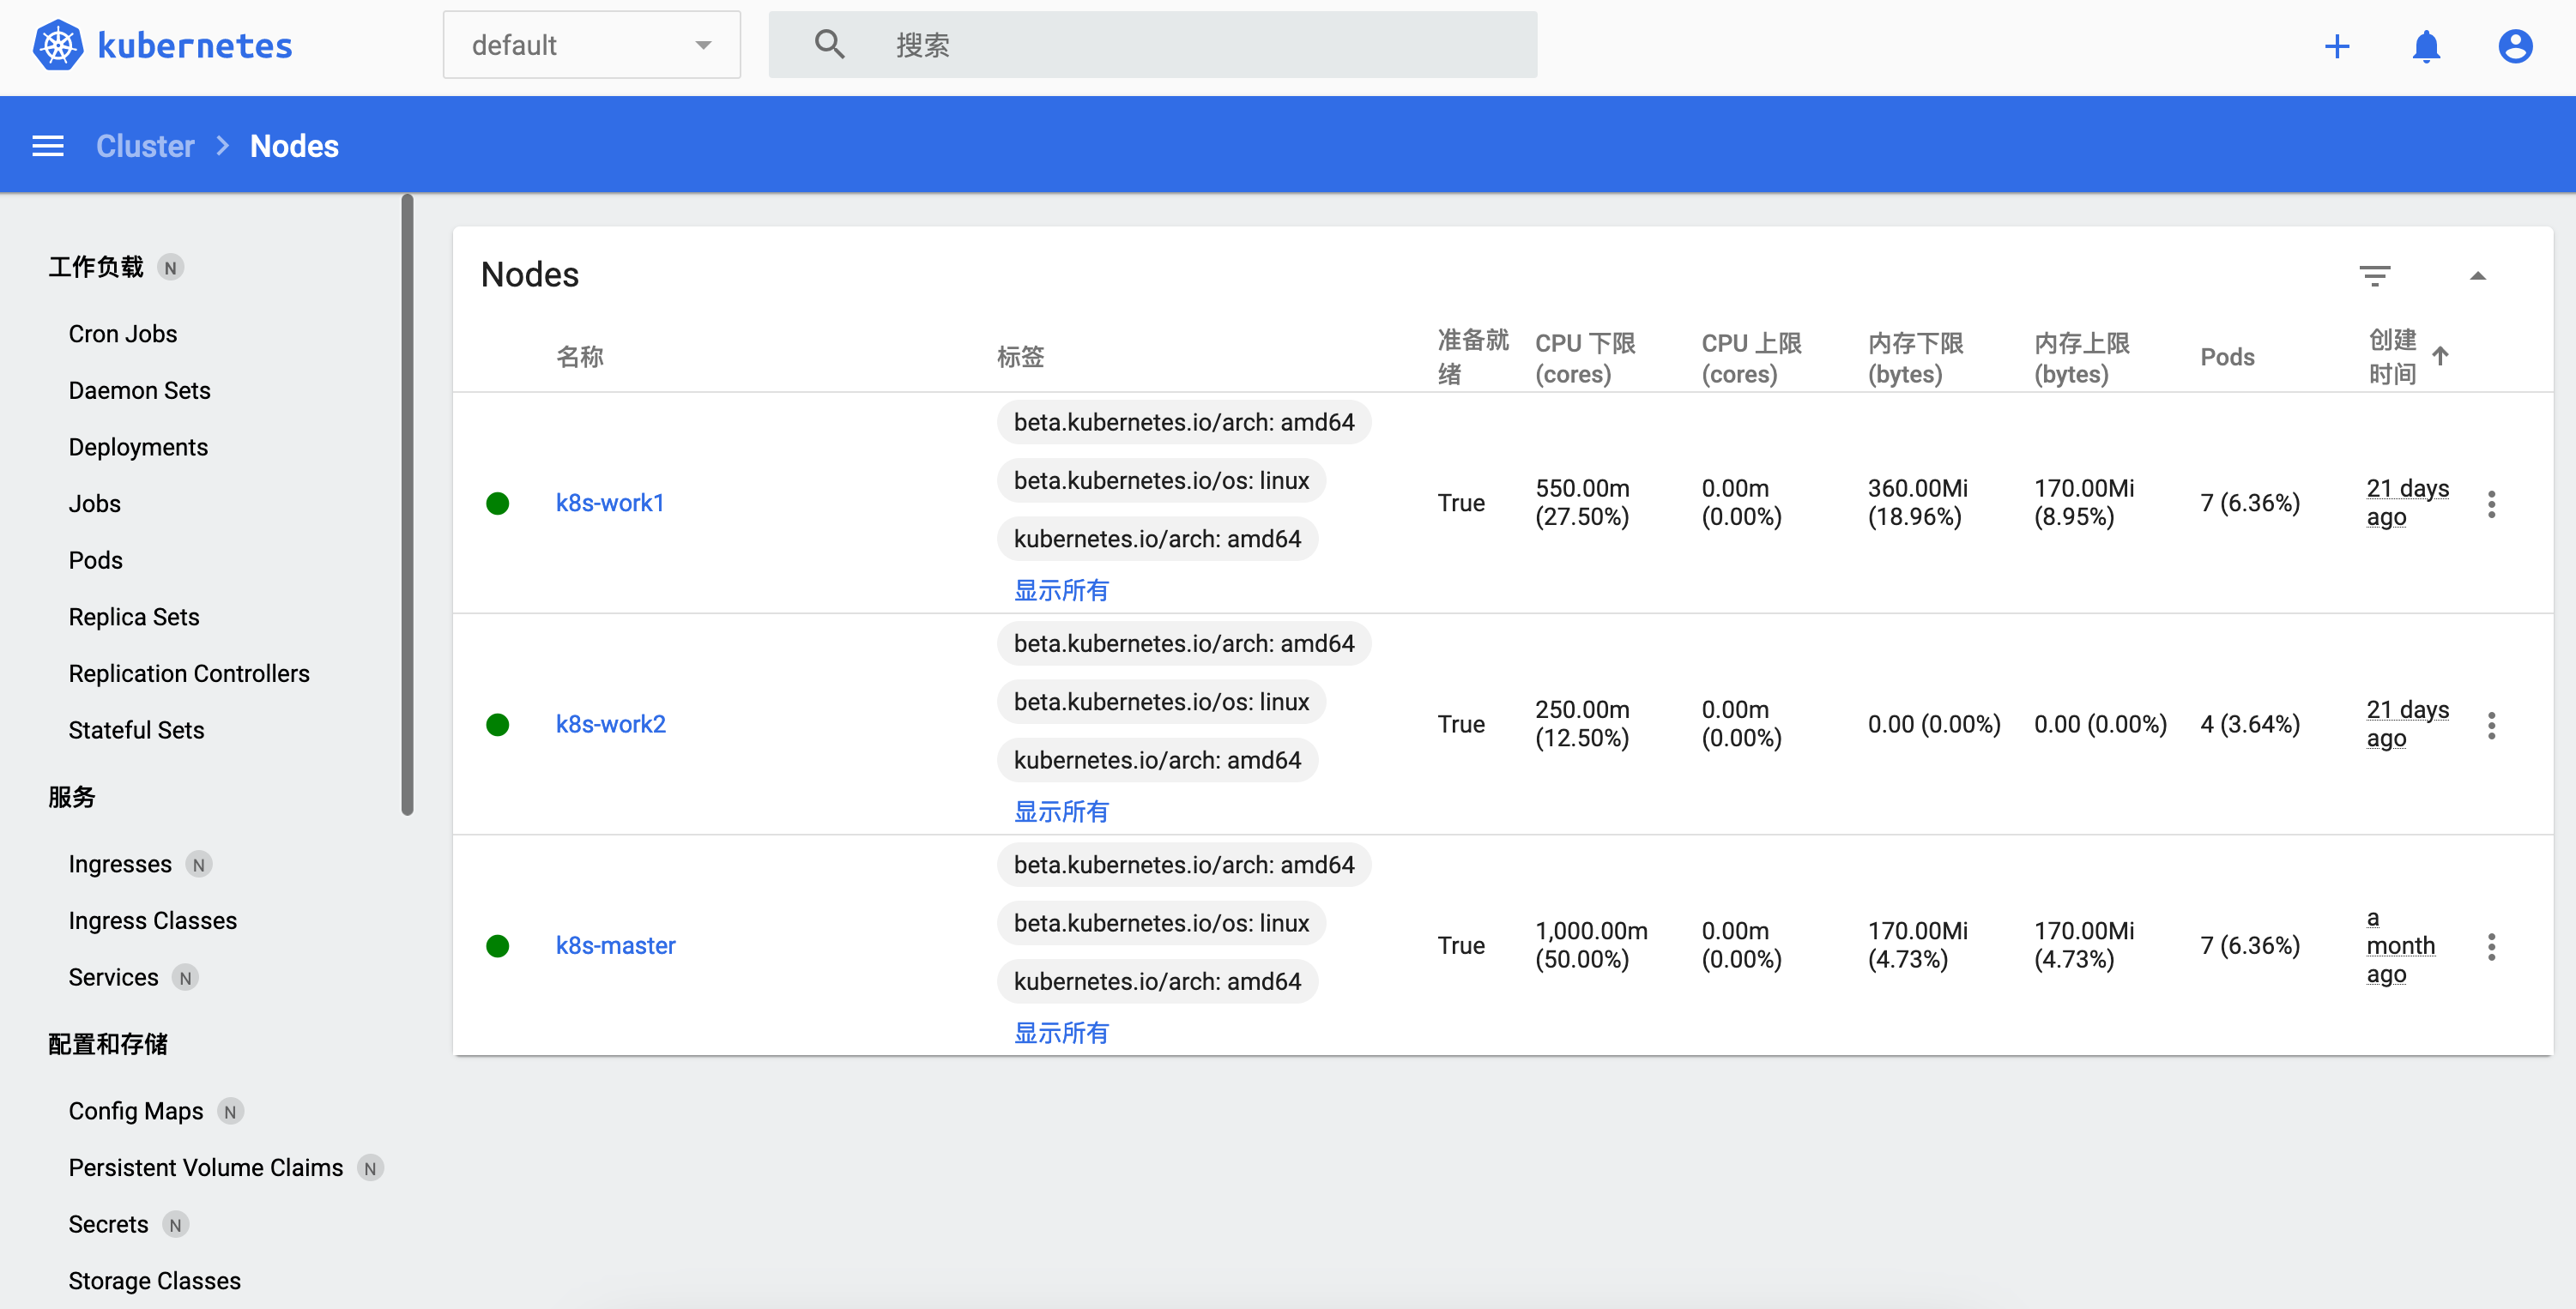 kubernetes
default
搜索
Cluster > Nodes
工作负载 N
Cron Jobs
Daemon Sets
Deployments
Jobs
Pods
Replica Sets
Replication Controllers
Stateful Sets
服务
Ingresses N
Ingress Classes
Services N
配置和存储
Config Maps N
Persistent Volume Claims N
Secrets N
Storage Classes
Nodes
名称
标签
准备就
绪
CPU 下限
(cores)
CPU 上限
(cores)
内存下限
(bytes)
内存上限
(bytes)
Pods
创建
时间
k8s-work1
beta.kubernetes.io/arch: amd64
beta.kubernetes.io/os: linux
kubernetes.io/arch: amd64
显示所有
True
550.00m
(27.50%)
0.00m
(0.00%)
360.00Mi
(18.96%)
170.00Mi
(8.95%)
7 (6.36%)
21 days
ago
k8s-work2
beta.kubernetes.io/arch: amd64
beta.kubernetes.io/os: linux
kubernetes.io/arch: amd64
显示所有
True
250.00m
(12.50%)
0.00m
(0.00%)
0.00 (0.00%)
0.00 (0.00%)
4 (3.64%)
21 days
ago
k8s-master
beta.kubernetes.io/arch: amd64
beta.kubernetes.io/os: linux
kubernetes.io/arch: amd64
显示所有
True
1,000.00m
(50.00%)
0.00m
(0.00%)
170.00Mi
(4.73%)
170.00Mi
(4.73%)
7 (6.36%)
a
month
ago